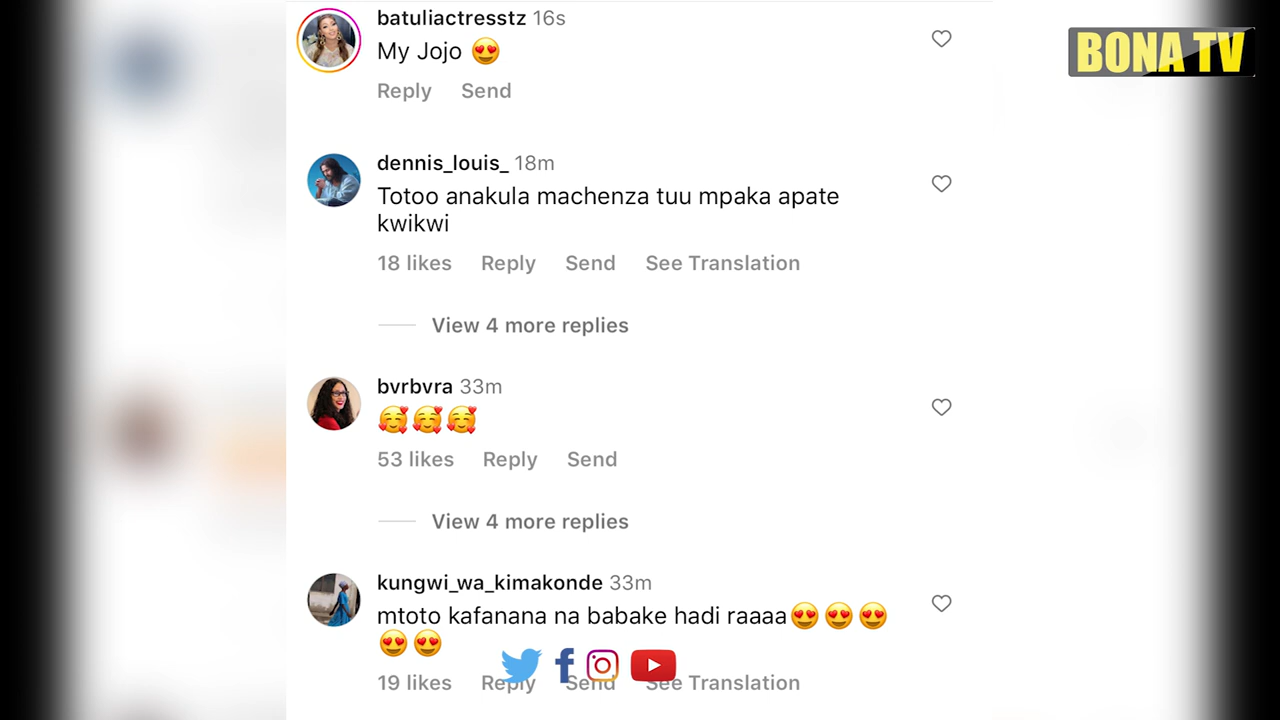 batuliactresstz 16s
My Jojo 😍
Reply Send
BONA TV
dennis_louis_ 18m
Totoo anakula machenza tuu mpaka apate
kwikwi
18 likes Reply Send See Translation
View 4 more replies
bvrbvra 33m
🥰🥰🥰
53 likes Reply Send
View 4 more replies
kungwi_wa_kimakonde 33m
mtoto kafanana na babake hadi raaaa😍😍😍
😍😍
19 likes Reply Send See Translation